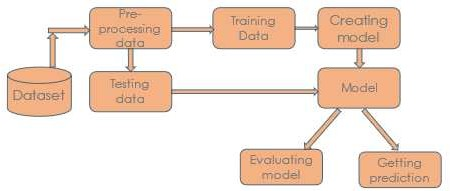 Pre-
processing
data
Training
Data
Creating
model
Dataset
Testing
data
Model
Evaluating
model
Getting
prediction